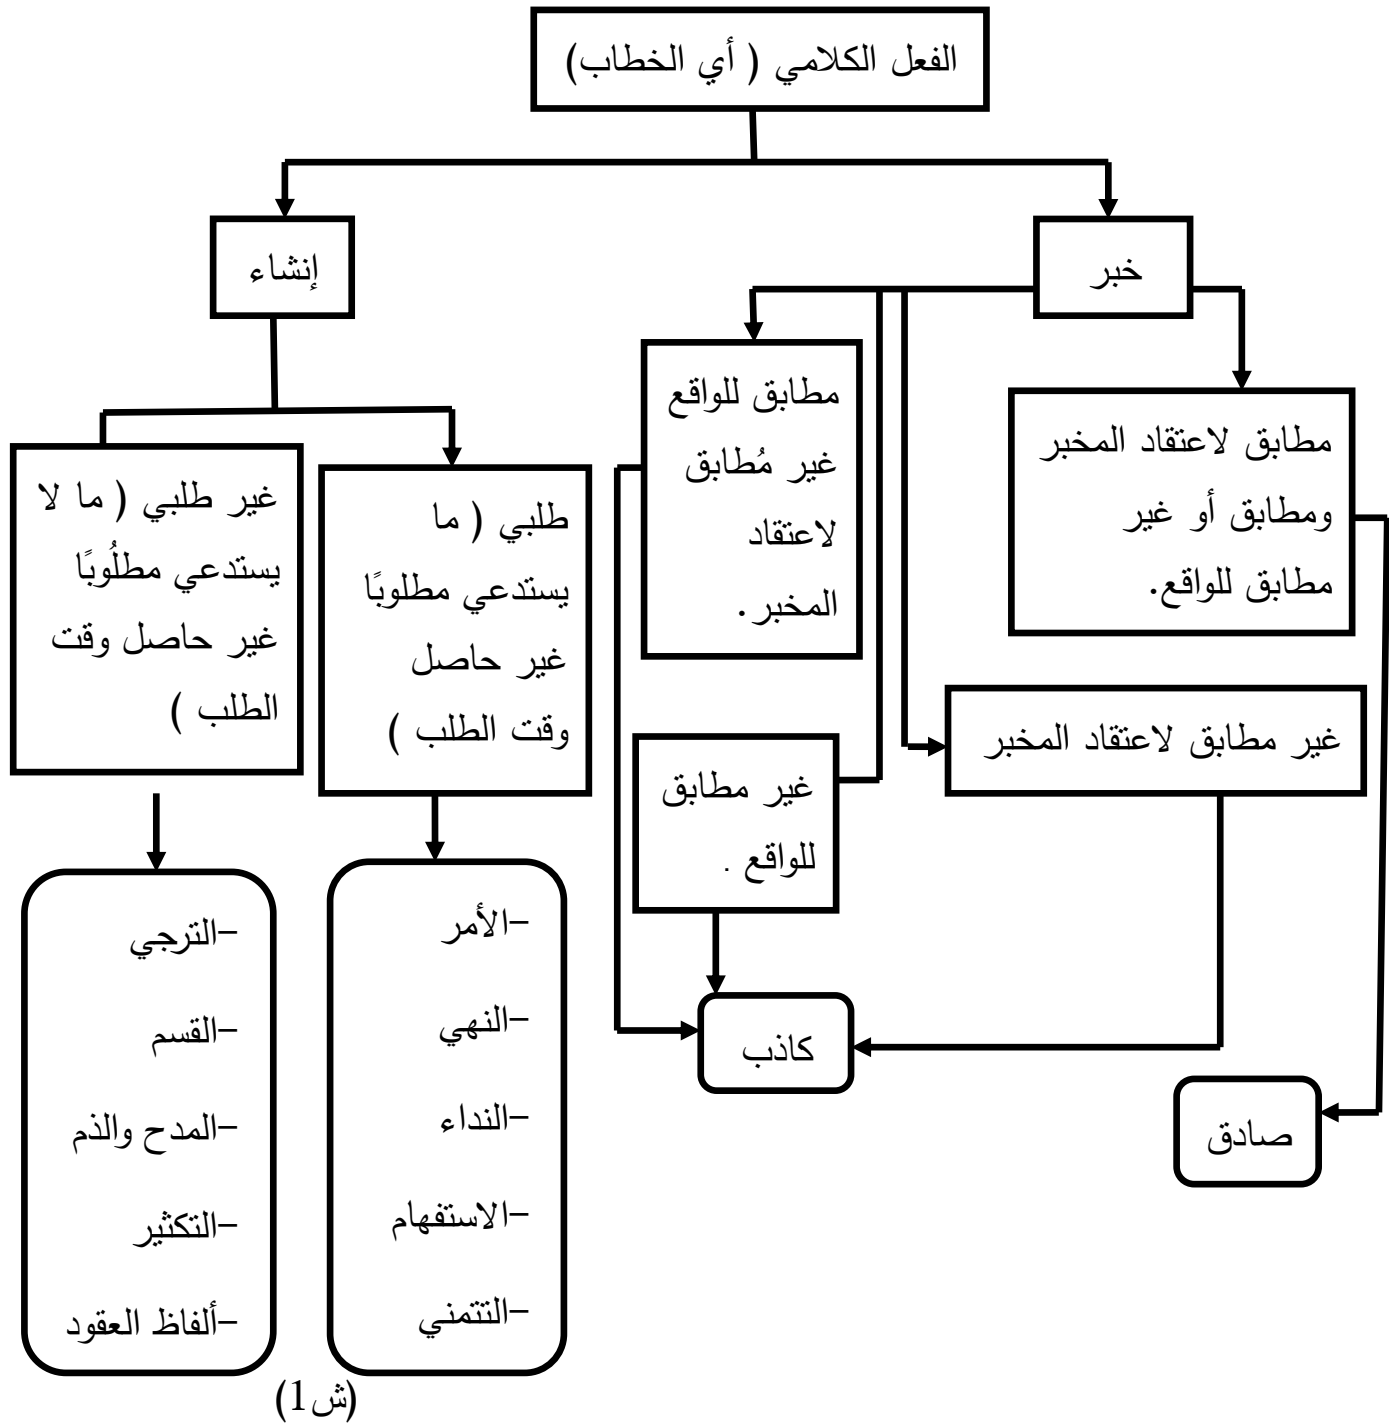 الفعل الكلامي ( أي الخطاب)
خبر
إنشاء
مطابق لاعتقاد المخبر
ومطابق أو غير
مطابق للواقع.
مطابق للواقع
غير مُطابق
لاعتقاد
المخبر.
غير مطابق لاعتقاد المخبر
غير مطابق
للواقع .
كاذب
صادق
طلبي ( ما
يستدعي مطلوبًا
غير حاصل
وقت الطلب )
غير طلبي ( ما لا
يستدعي مطلُوبًا
غير حاصل وقت
الطلب )
-الأمر
-النهي
-النداء
-الاستفهام
-التتمني
-الترجي
-القسم
-المدح والذم
-التكثير
-ألفاظ العقود
(ش1)